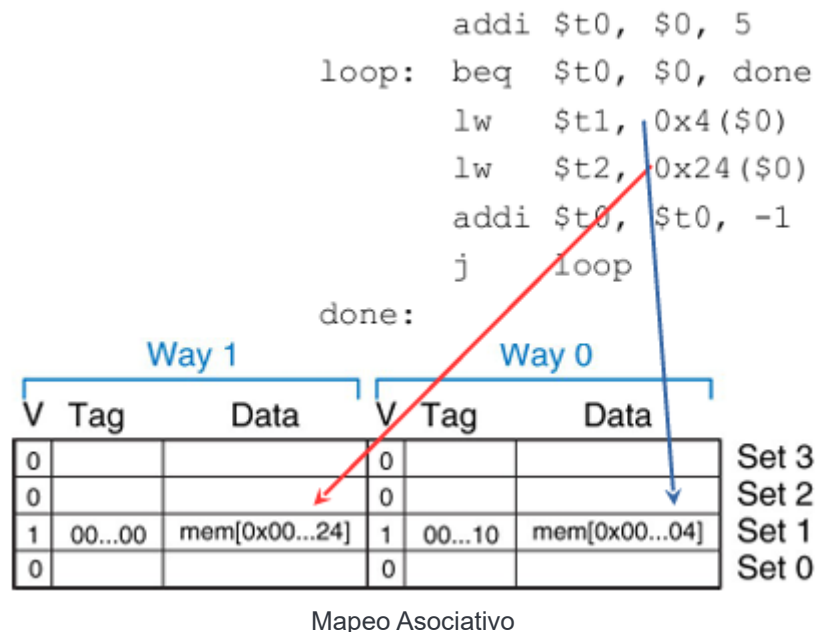 addi $t0, $0, 5
loop: beq $t0, $0, done
lw $t1, 0x4($0)
lw $t2, 0x24($0)
addi $t0, $t0, -1
j loop
done:
Way 1 Way 0
V Tag Data V Tag Data
0 0 Set 3
0 0 Set 2
1 00...00 mem[0x00...24] 1 00...10 mem[0x00...04] Set 1
0 0 Set 0
Mapeo Asociativo